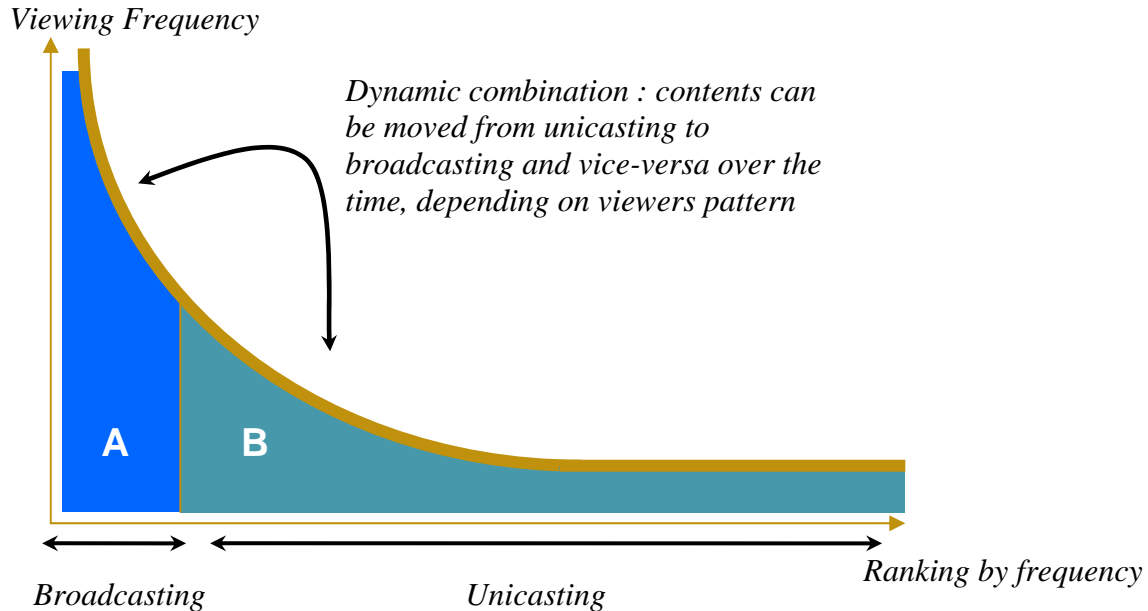 Viewing Frequency
Dynamic combination : contents can
be moved from unicasting to
broadcasting and vice-versa over the
time, depending on viewers pattern
A
B
Ranking by frequency
Broadcasting
Unicasting